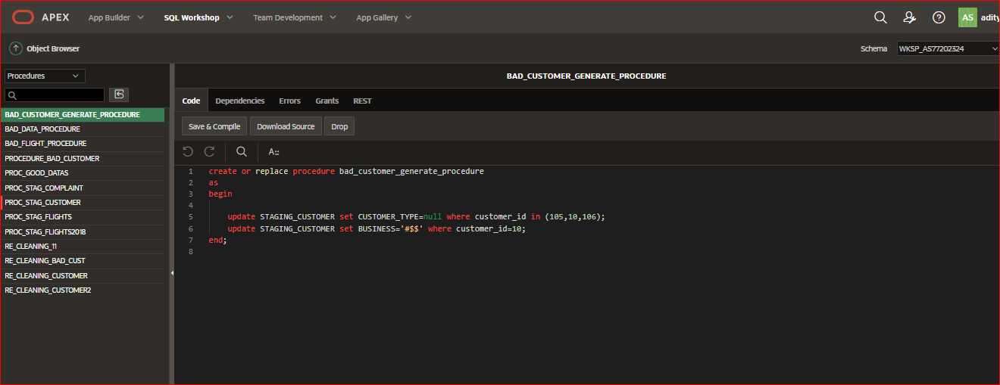 APEX App Builder SQL Workshop Team Development App Gallery AS adity
Object Browser Schema WKSP_AS77202324
Procedures
BAD_CUSTOMER_GENERATE_PROCEDURE
BAD_DATA_PROCEDURE
BAD_FLIGHT_PROCEDURE
PROCEDURE_BAD_CUSTOMER
PROC_GOOD_DATAS
PROC_STAG_COMPLAINT
PROC_STAG_CUSTOMER
PROC_STAG_FLIGHTS
PROC_STAG_FLIGHTS2018
RE_CLEANING_11
RE_CLEANING_BAD_CUST
RE_CLEANING_CUSTOMER
RE_CLEANING_CUSTOMER2
BAD_CUSTOMER_GENERATE_PROCEDURE
Code Dependencies Errors Grants REST
Save & Compile Download Source Drop
A::
1 create or replace procedure bad_customer_generate_procedure
2 as
3 begin
4
5 update STAGING_CUSTOMER set CUSTOMER_TYPE=null where customer_id in (105,10,106);
6 update STAGING_CUSTOMER set BUSINESS='#$$' where customer_id=10;
7 end;
8